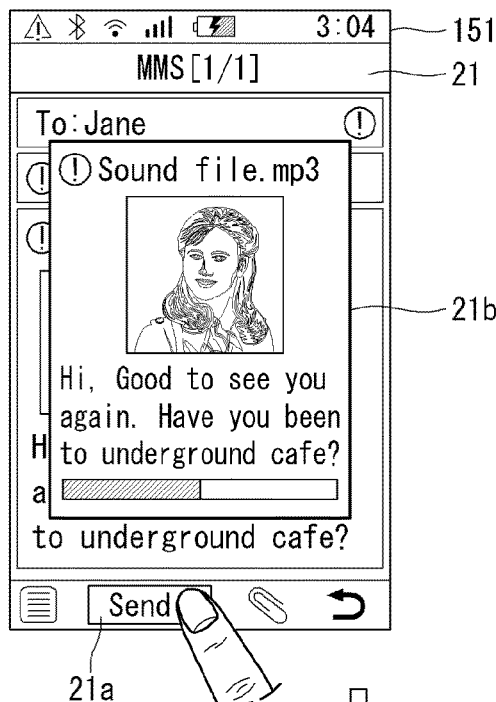 3:04
151
MMS[1/1]
21
To:Jane
Sound file.mp3
21b
Hi, Good to see you
again. Have you been
to underground cafe?
H
a
to underground cafe?
Send
21a